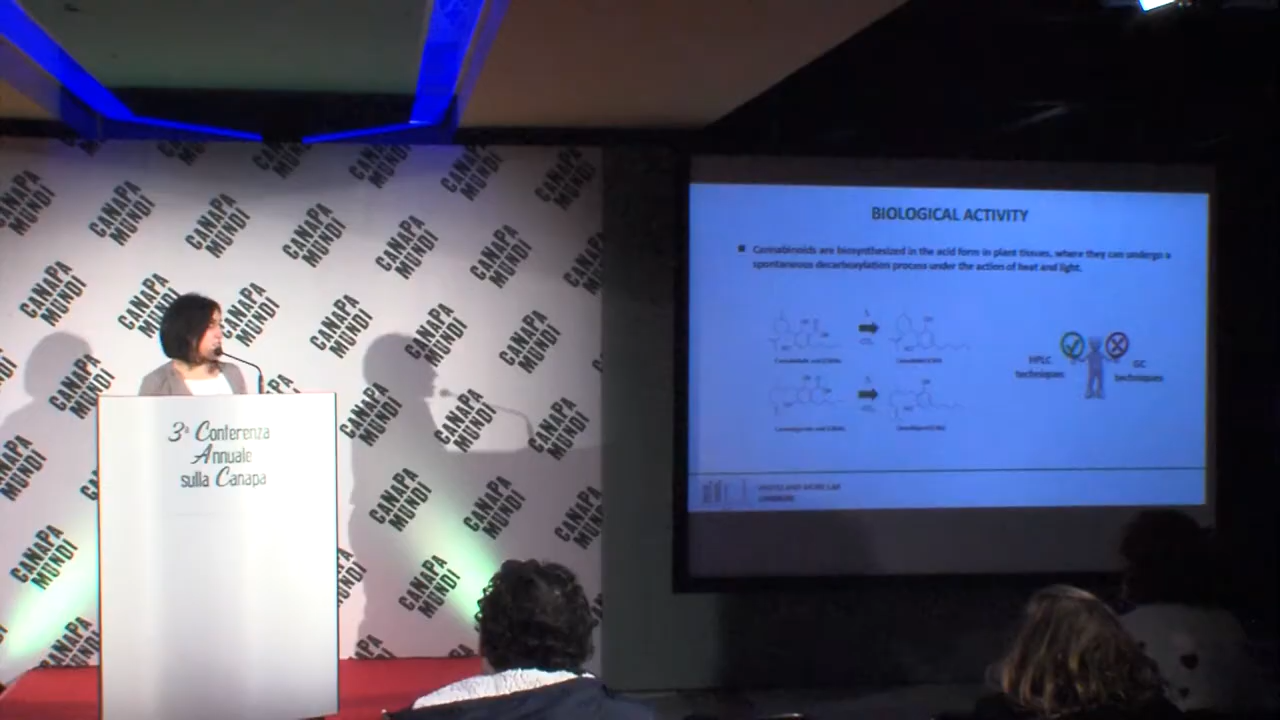 CANAPA
MUNDI
3ª Conferenza
Annuale
sulla Canapa
BIOLOGICAL ACTIVITY
Cannabinoids are biosynthesized in the acid form in plant tissues, where they can undergo a
spontaneous decarboxylation process under the action of heat and light.
HPLC
techniques
GC
techniques